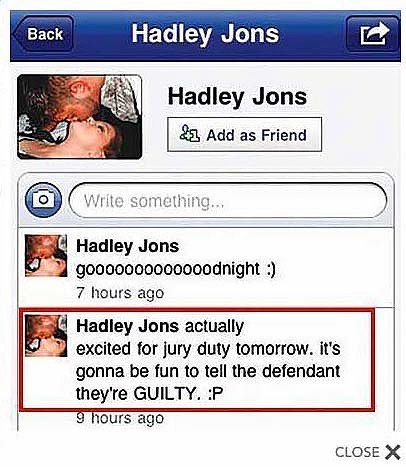 Back
Hadley Jons
Hadley Jons
Add as Friend
Write something...
Hadley Jons
gooooooooooooodnight :)
7 hours ago
Hadley Jons actually
excited for jury duty tomorrow. it's
gonna be fun to tell the defendant
they're GUILTY. :P
9 hours ago
CLOSE X